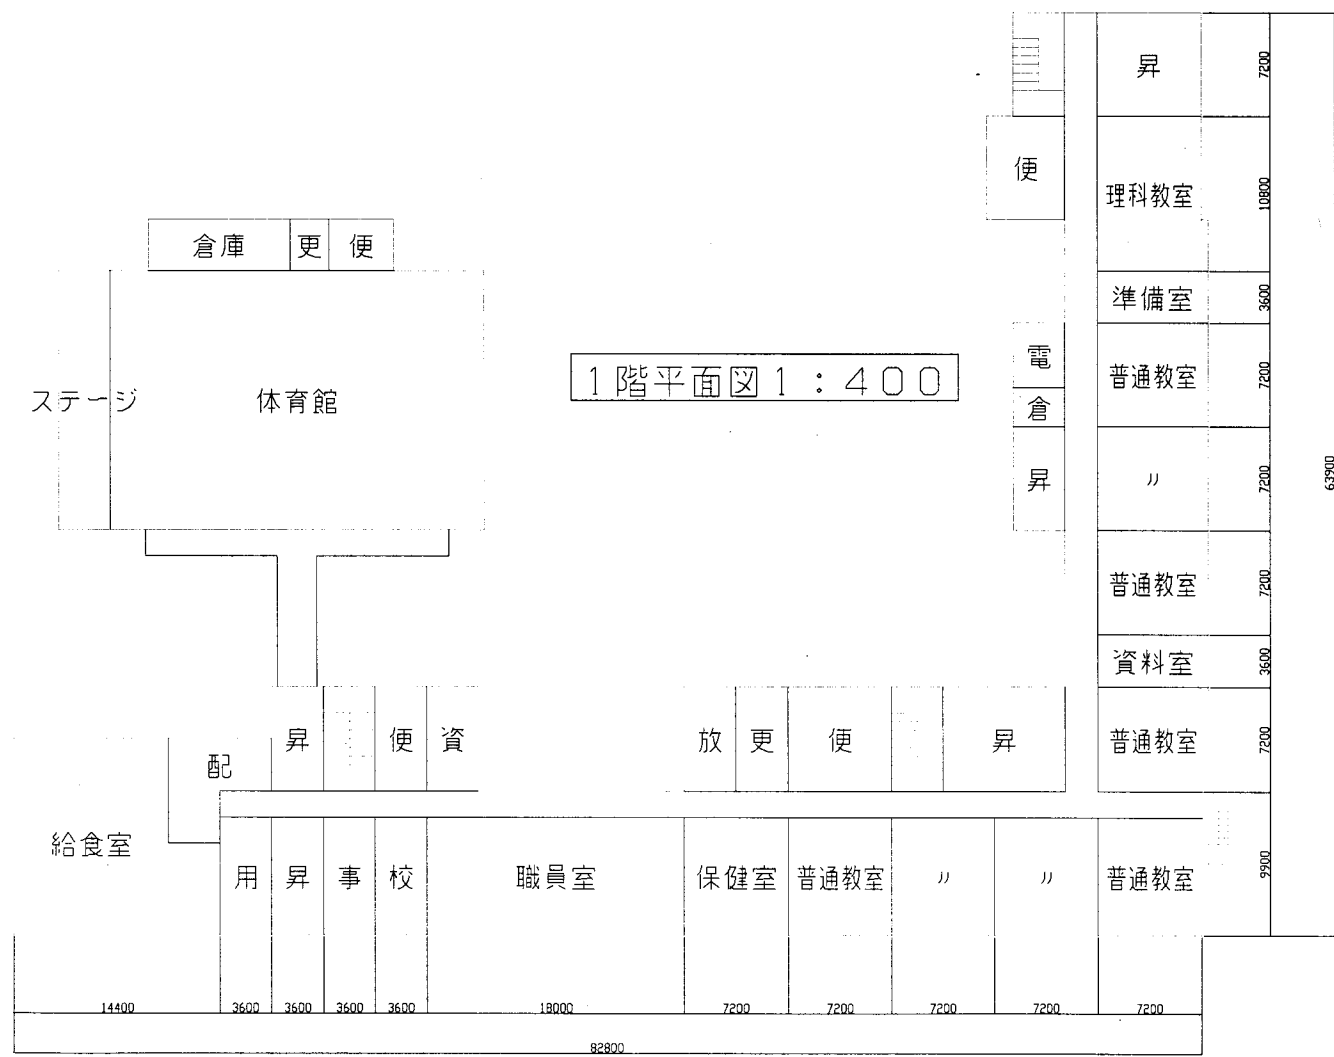 昇
7200
便
理科教室
10800
倉庫
更
便
準備室
3600
電
普通教室
7200
1階平面図1:400
ステージ
体育館
倉
昇
〃
7200
63900
普通教室
7200
資料室
3600
昇
便
資
放
更
便
昇
普通教室
7200
配
給食室
用
昇
事
校
職員室
保健室
普通教室
〃
〃
普通教室
9900
14400
3600
3600
3600
3600
18000
7200
7200
7200
7200
7200
82800